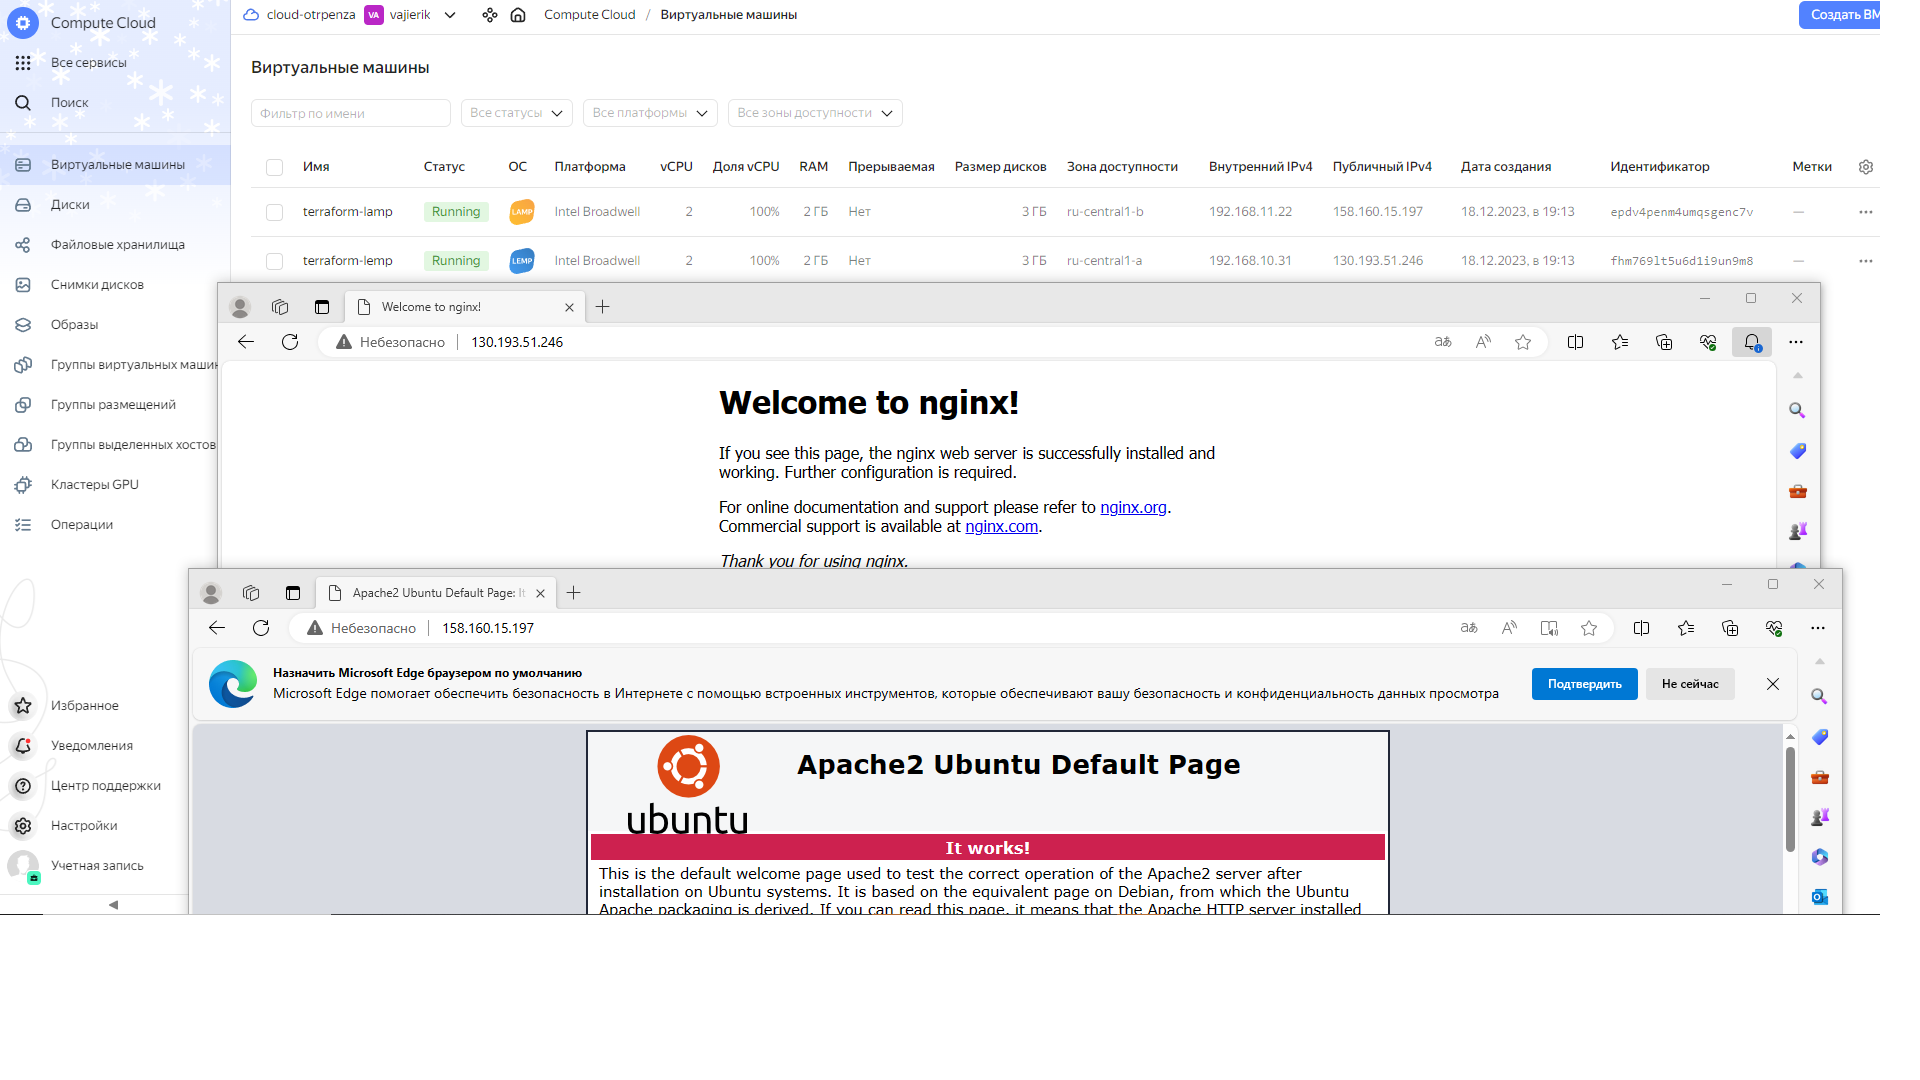 Compute Cloud
cloud-otrpenza VA vajierik
Compute Cloud / Виртуальные машины
Создать ВМ
Все сервисы
Поиск
Виртуальные машины
Диски
Файловые хранилища
Снимки дисков
Образы
Группы виртуальных машин
Группы размещений
Группы выделенных хостов
Кластеры GPU
Операции
Избранное
Уведомления
Центр поддержки
Настройки
Учетная запись
Виртуальные машины
Фильтр по имени Все статусы Все платформы Все зоны доступности
Имя Статус ОС Платформа vCPU Доля vCPU RAM Прерываемая Размер дисков Зона доступности Внутренний IPv4 Публичный IPv4 Дата создания Идентификатор Метки
terraform-lamp Running LAMP Intel Broadwell 2 100% 2 ГБ Нет 3 ГБ ru-central1-b 192.168.11.22 158.160.15.197 18.12.2023, в 19:13 epdv4penm4umqsgenc7v —
terraform-lemp Running LEMP Intel Broadwell 2 100% 2 ГБ Нет 3 ГБ ru-central1-a 192.168.10.31 130.193.51.246 18.12.2023, в 19:13 fhm769lt5u6d1i9un9m8 —
Welcome to nginx!
Небезопасно 130.193.51.246
Welcome to nginx!
If you see this page, the nginx web server is successfully installed and
working. Further configuration is required.
For online documentation and support please refer to nginx.org.
Commercial support is available at nginx.com.
Thank you for using nginx.
Apache2 Ubuntu Default Page: It
Небезопасно 158.160.15.197
Назначить Microsoft Edge браузером по умолчанию
Microsoft Edge помогает обеспечить безопасность в Интернете с помощью встроенных инструментов, которые обеспечивают вашу безопасность и конфиденциальность данных просмотра
Подтвердить Не сейчас
ubuntu
Apache2 Ubuntu Default Page
It works!
This is the default welcome page used to test the correct operation of the Apache2 server after
installation on Ubuntu systems. It is based on the equivalent page on Debian, from which the Ubuntu
Apache packaging is derived. If you can read this page, it means that the Apache HTTP server installed